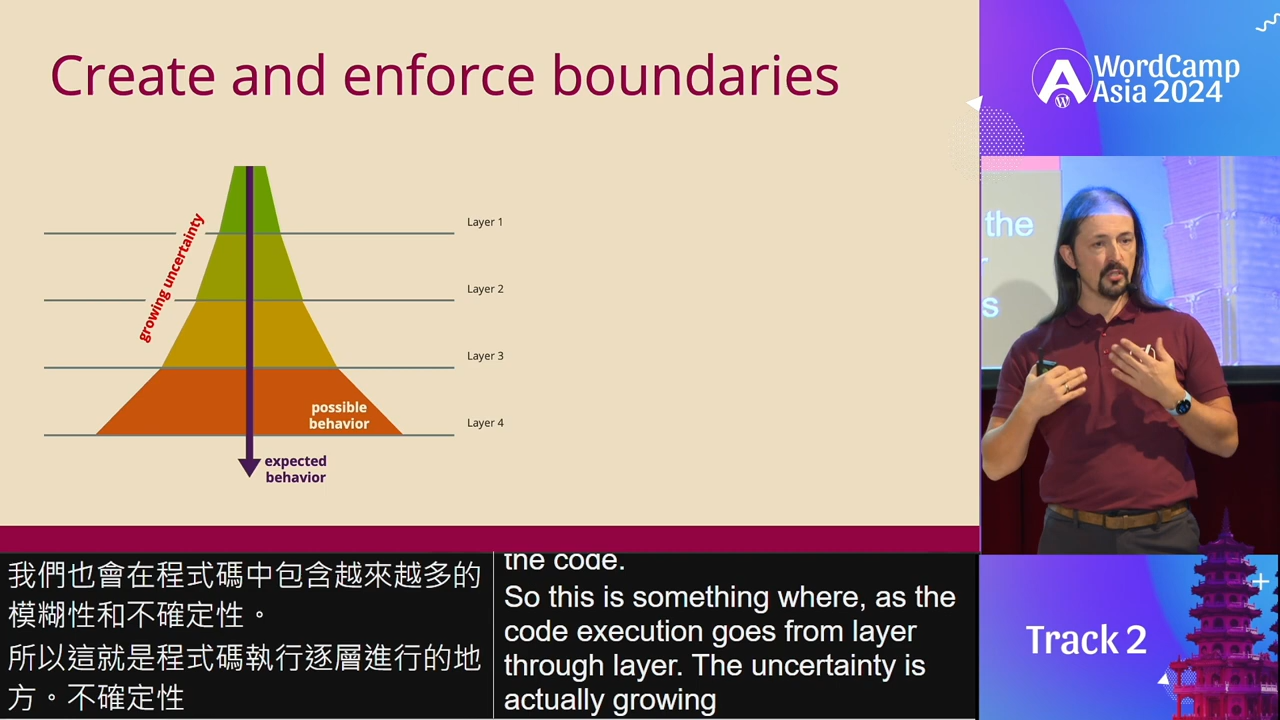 Create and enforce boundaries
growing uncertainty
Layer 1
Layer 2
Layer 3
Layer 4
possible
behavior
expected
behavior
WordCamp
Asia 2024
the
s
Track 2
我們也會在程式碼中包含越來越多的
模糊性和不確定性。
所以這就是程式碼執行逐層進行的地
方。不確定性
the code.
So this is something where, as the
code execution goes from layer
through layer. The uncertainty is
actually growing